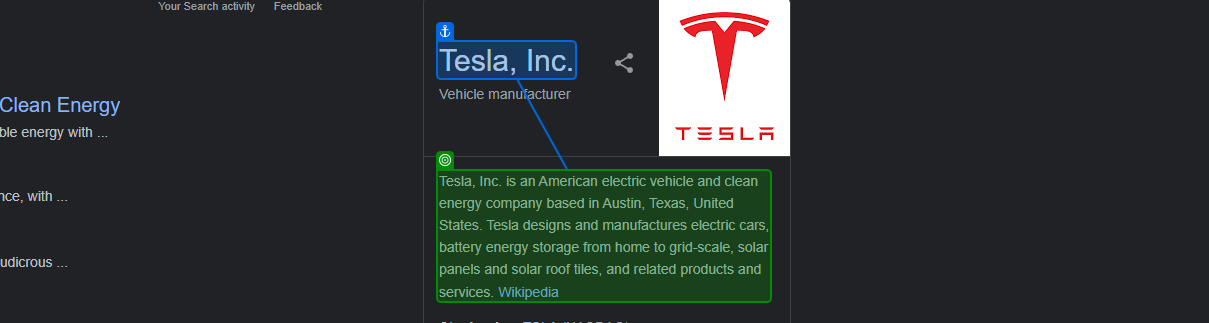 Your Search activity Feedback
Clean Energy
ble energy with ...
nce, with ...
udicrous ...
Tesla, Inc.
Vehicle manufacturer
TESLA
Tesla, Inc. is an American electric vehicle and clean
energy company based in Austin, Texas, United
States. Tesla designs and manufactures electric cars,
battery energy storage from home to grid-scale, solar
panels and solar roof tiles, and related products and
services. Wikipedia